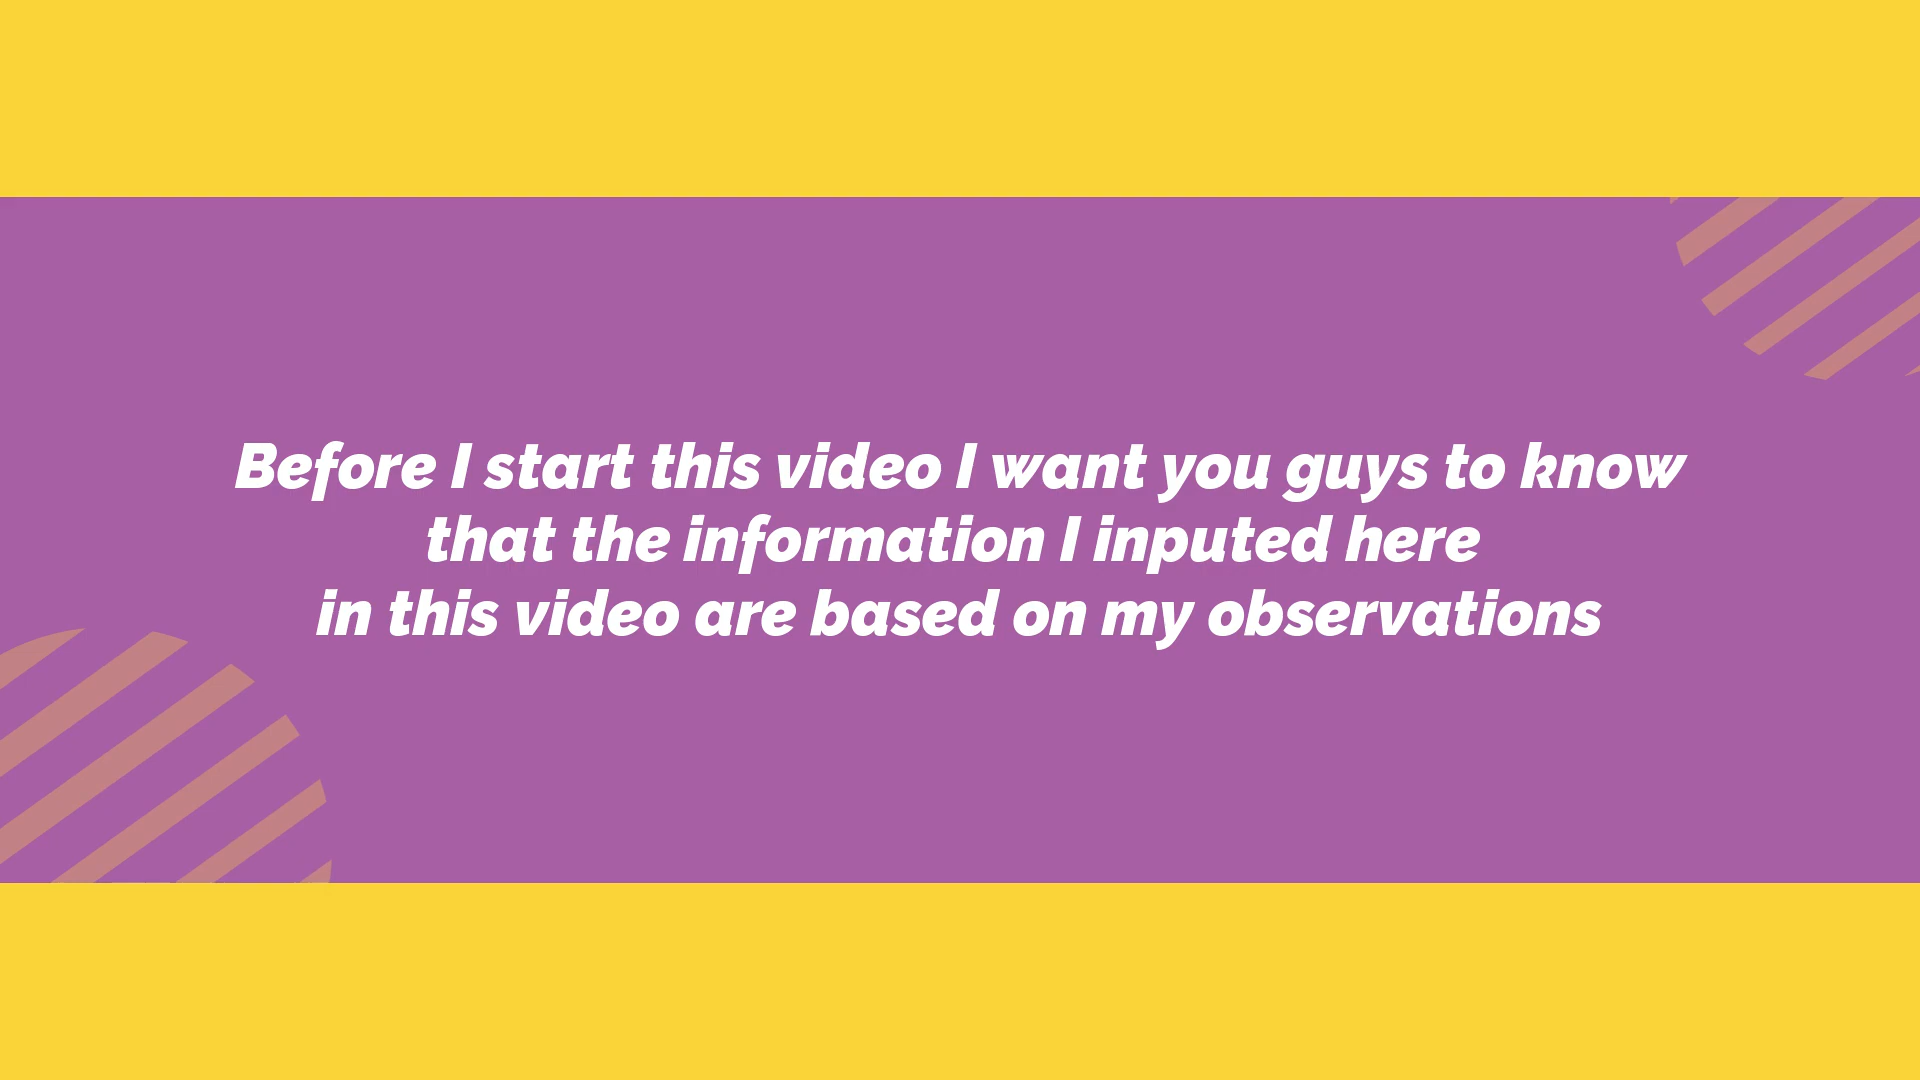 Before I start this video I want you guys to know
that the information I inputed here
in this video are based on my observations